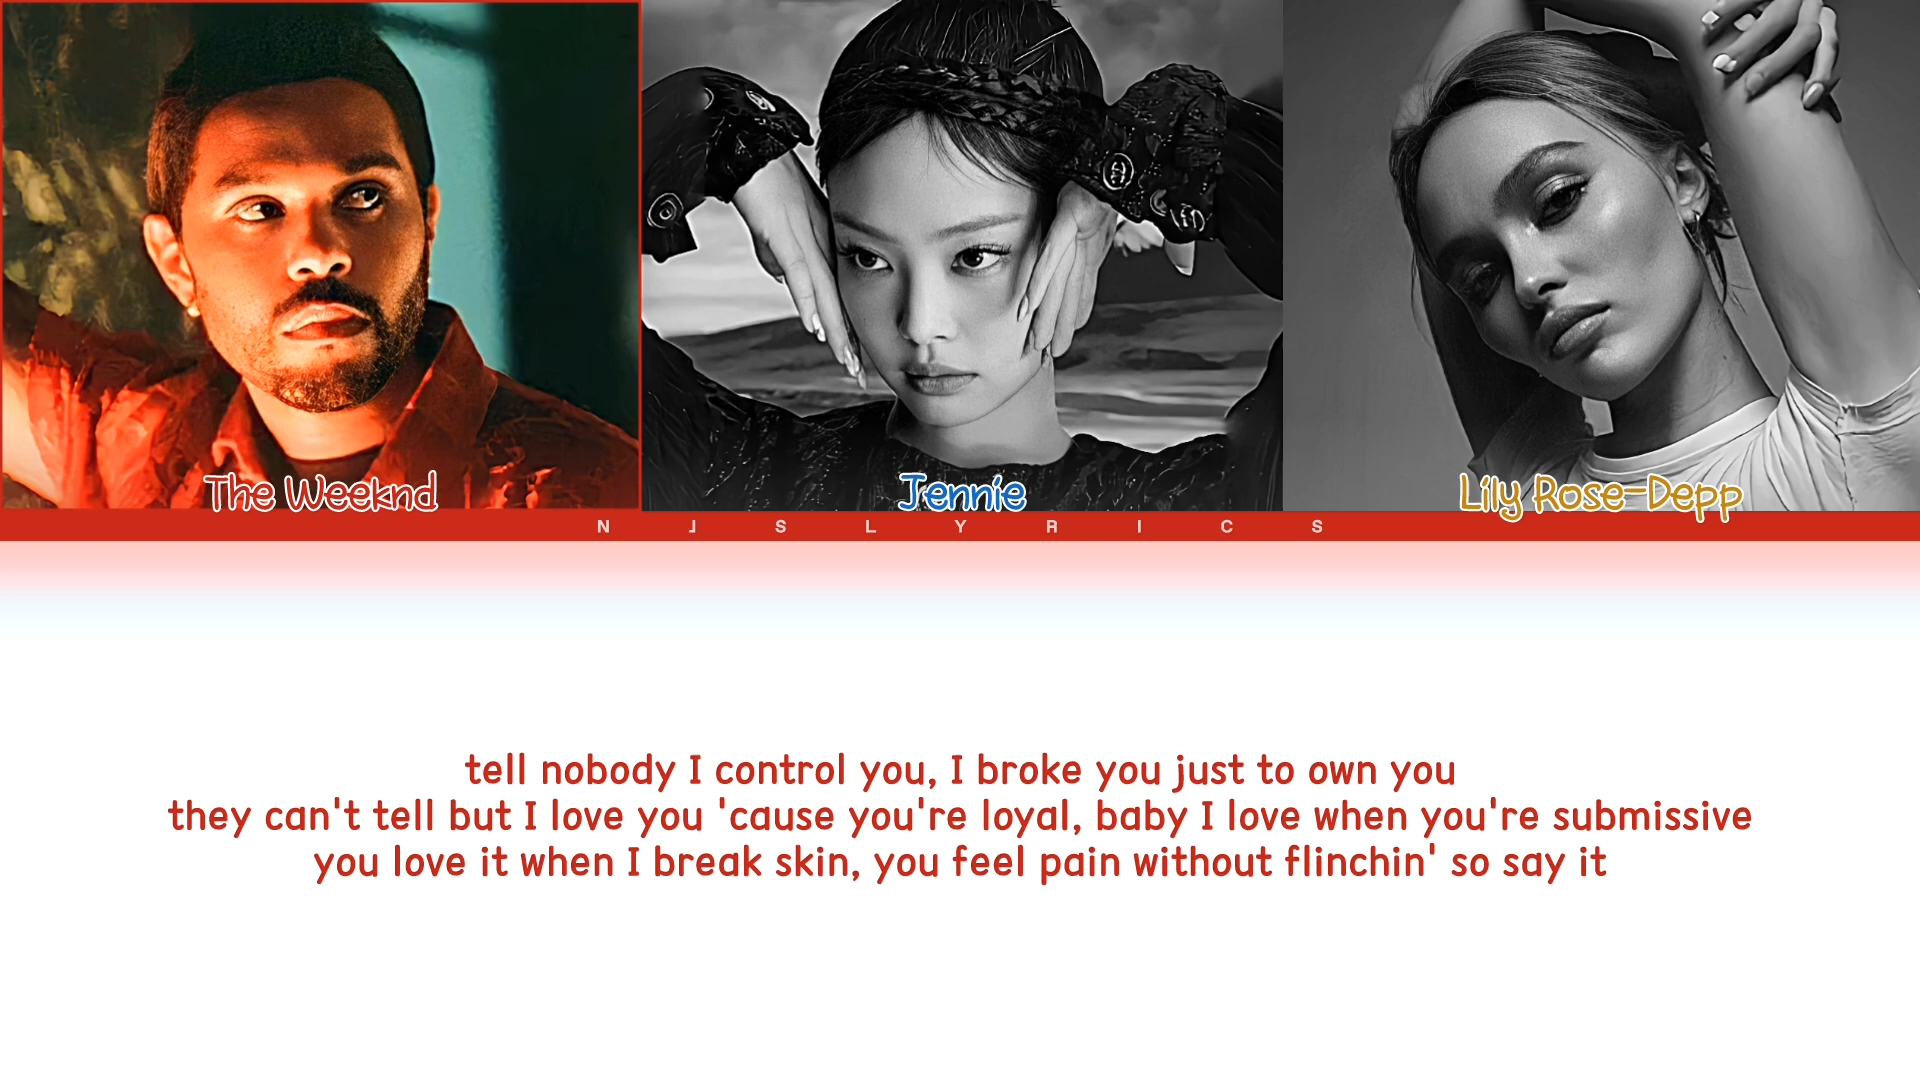 The Weeknd
Jennie
Lily Rose-Depp
NJSLYRICS
tell nobody I control you, I broke you just to own you
they can't tell but I love you 'cause you're loyal, baby I love when you're submissive
you love it when I break skin, you feel pain without flinchin' so say it